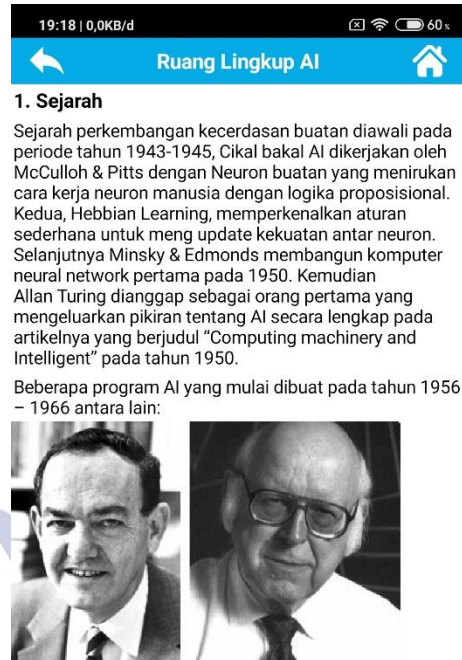 19:18 | 0,0KB/d
60
Ruang Lingkup AI
1. Sejarah
Sejarah perkembangan kecerdasan buatan diawali pada
periode tahun 1943-1945, Cikal bakal AI dikerjakan oleh
McCulloh & Pitts dengan Neuron buatan yang menirukan
cara kerja neuron manusia dengan logika proposisional.
Kedua, Hebbian Learning, memperkenalkan aturan
sederhana untuk meng update kekuatan antar neuron.
Selanjutnya Minsky & Edmonds membangun komputer
neural network pertama pada 1950. Kemudian
Allan Turing dianggap sebagai orang pertama yang
mengeluarkan pikiran tentang AI secara lengkap pada
artikelnya yang berjudul “Computing machinery and
Intelligent” pada tahun 1950.
Beberapa program AI yang mulai dibuat pada tahun 1956
– 1966 antara lain: